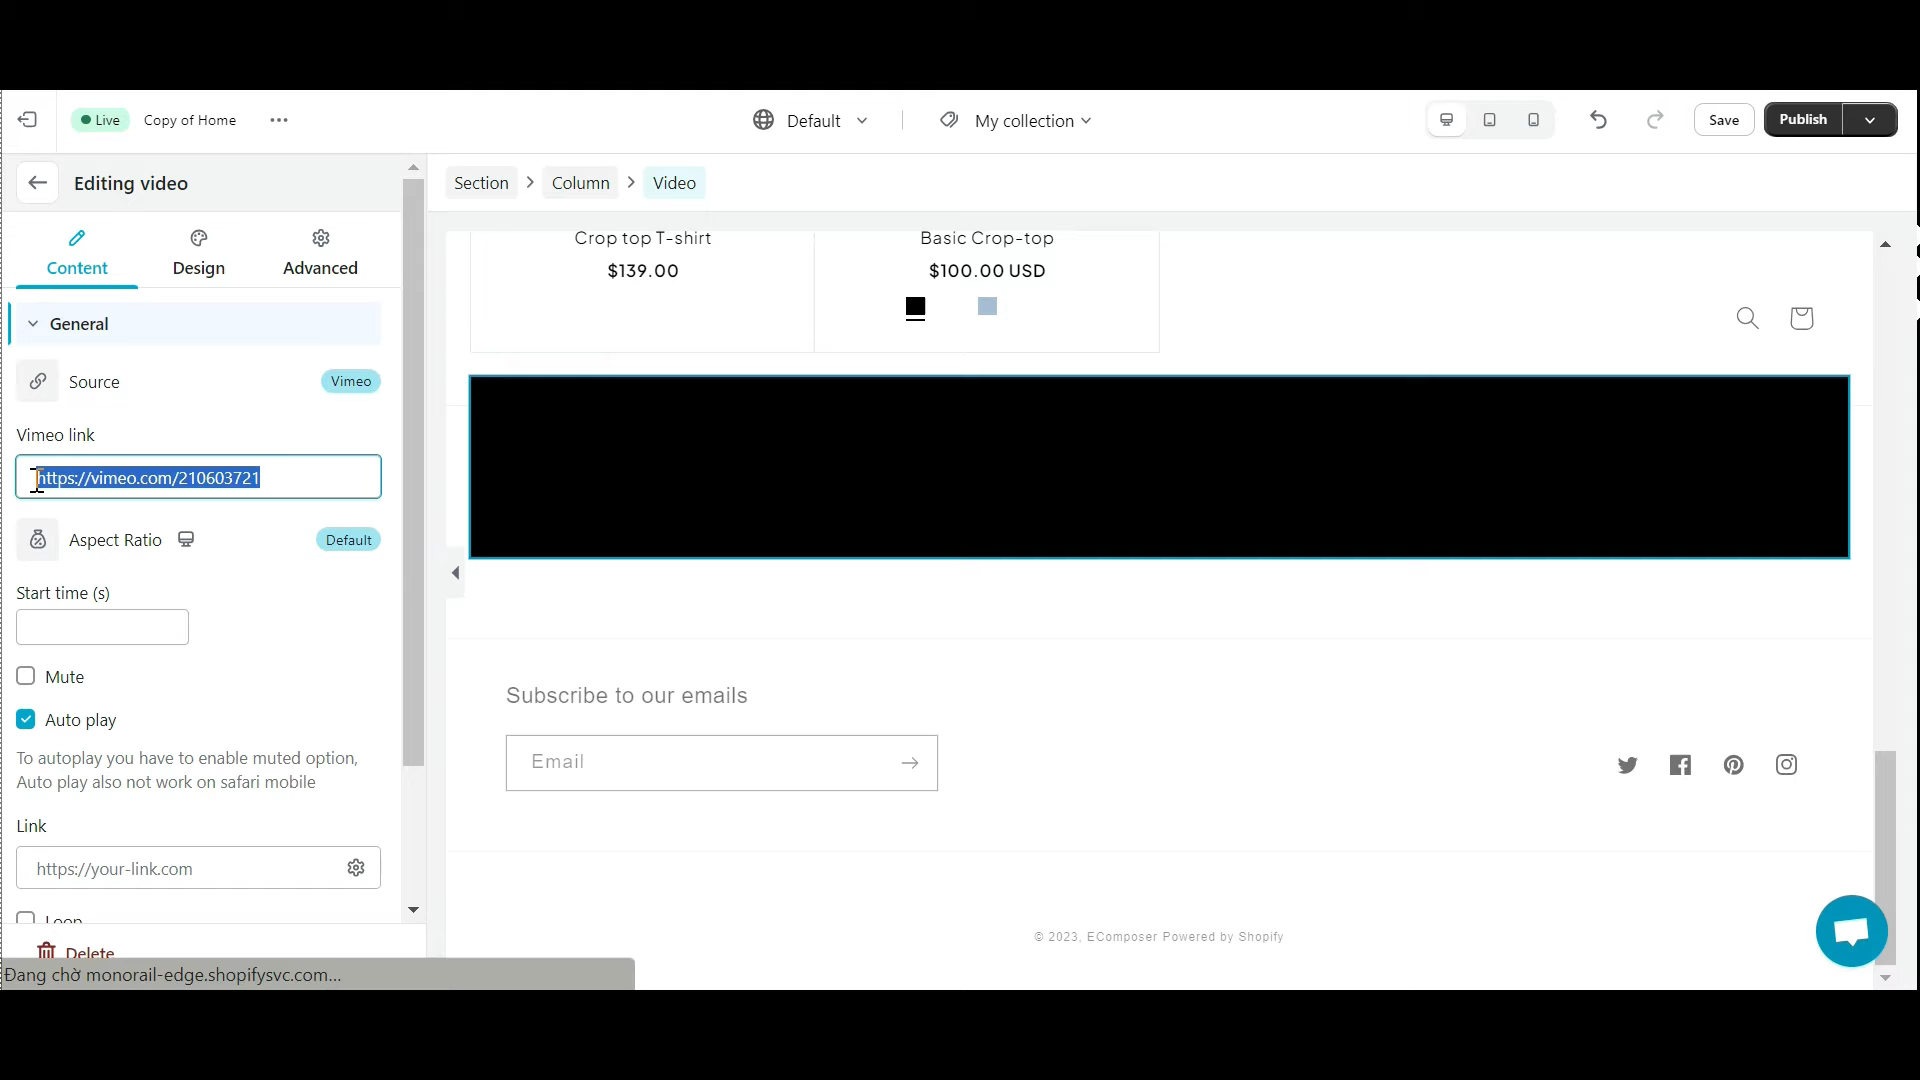 Live
Copy of Home
Default
My collection
Save
Publish
Editing video
Section
Column
Video
Content
Design
Advanced
General
Source
Vimeo
Vimeo link
https://vimeo.com/210603721
Aspect Ratio
Default
Start time (s)
Mute
Auto play
To autoplay you have to enable muted option,
Auto play also not work on safari mobile
Link
https://your-link.com
Loop
Delete
Đang chờ monorail-edge.shopifysvc.com...
Crop top T-shirt
$139.00
Basic Crop-top
$100.00 USD
Subscribe to our emails
Email
© 2023, EComposer Powered by Shopify